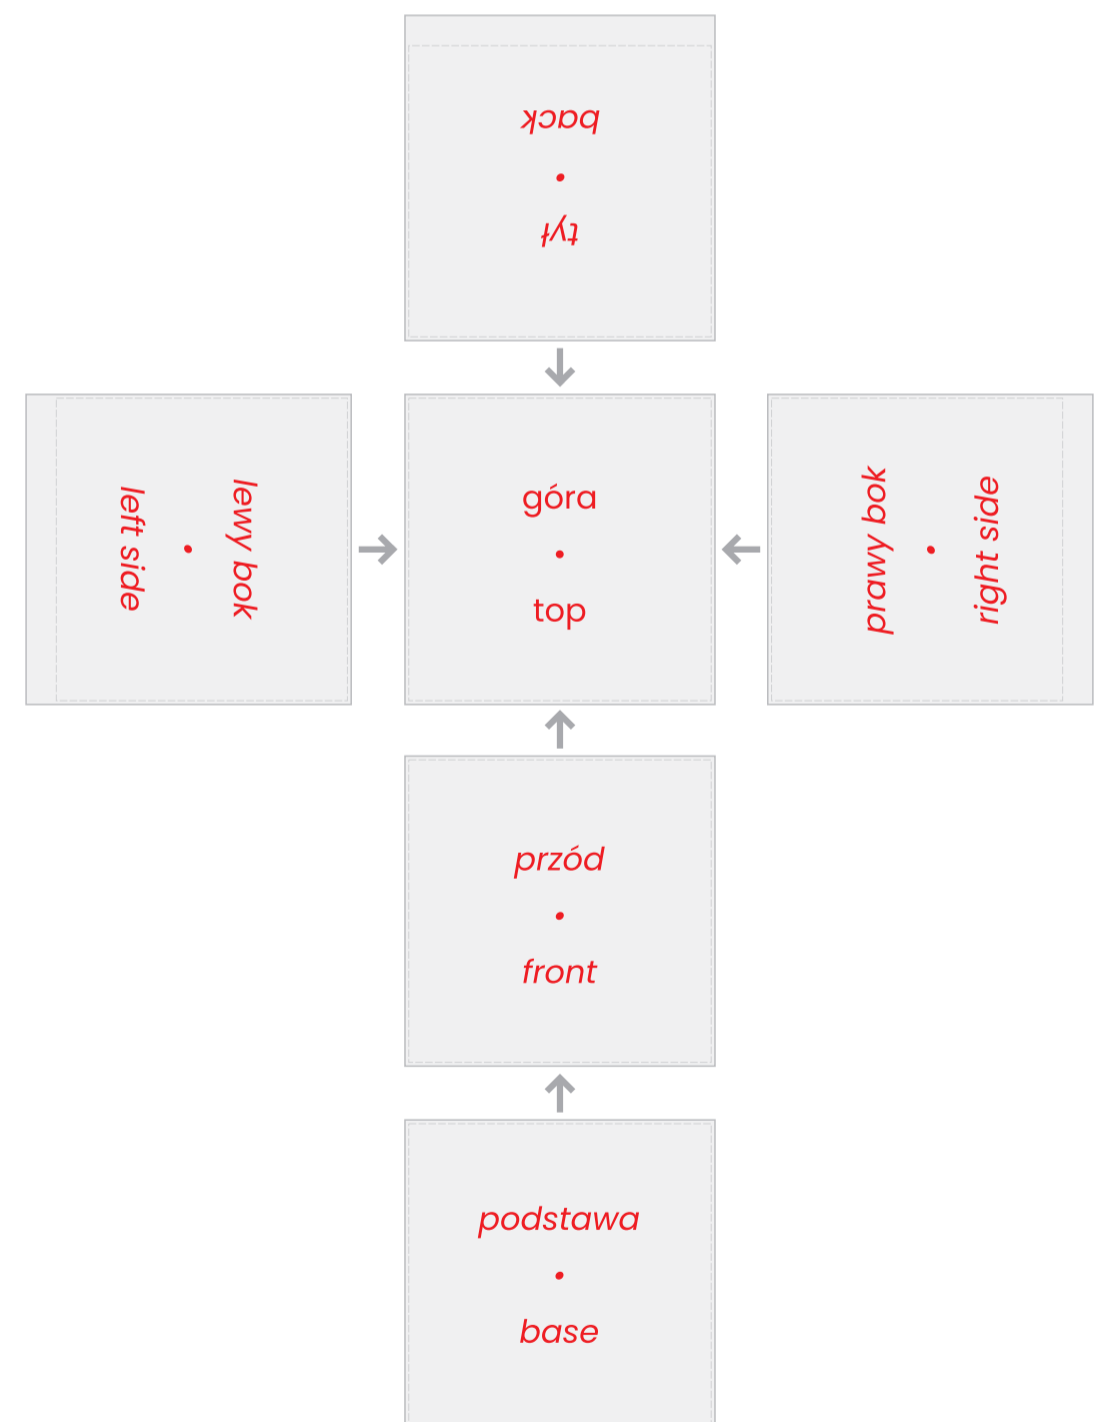 back
•
tył
left side
•
lewy bok
góra
•
top
prawy bok
•
right side
przód
•
front
podstawa
•
base